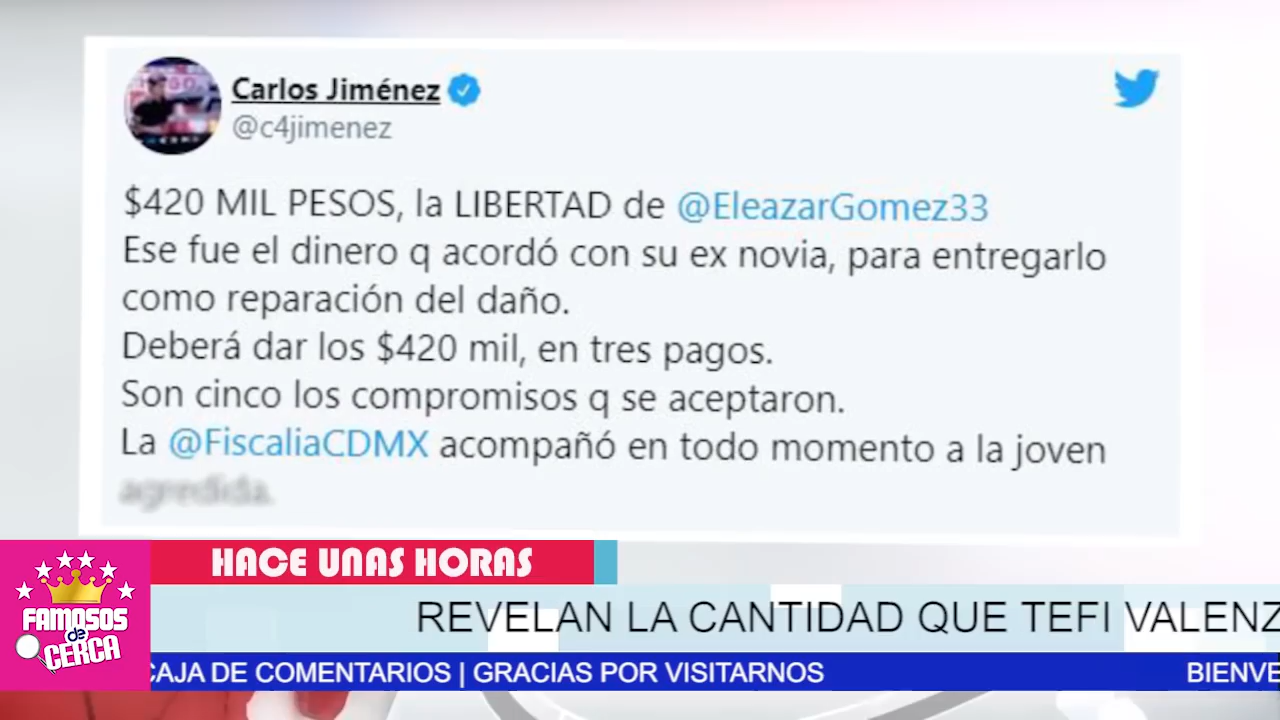 Carlos Jiménez
@c4jimenez
$420 MIL PESOS, la LIBERTAD de @EleazarGomez33
Ese fue el dinero q acordó con su ex novia, para entregarlo
como reparación del daño.
Deberá dar los $420 mil, en tres pagos.
Son cinco los compromisos q se aceptaron.
La @FiscaliaCDMX acompañó en todo momento a la joven
agredida.
HACE UNAS HORAS
REVELAN LA CANTIDAD QUE TEFI VALENZ
FAMOSOS
de
CERCA
CAJA DE COMENTARIOS | GRACIAS POR VISITARNOS
BIENVE